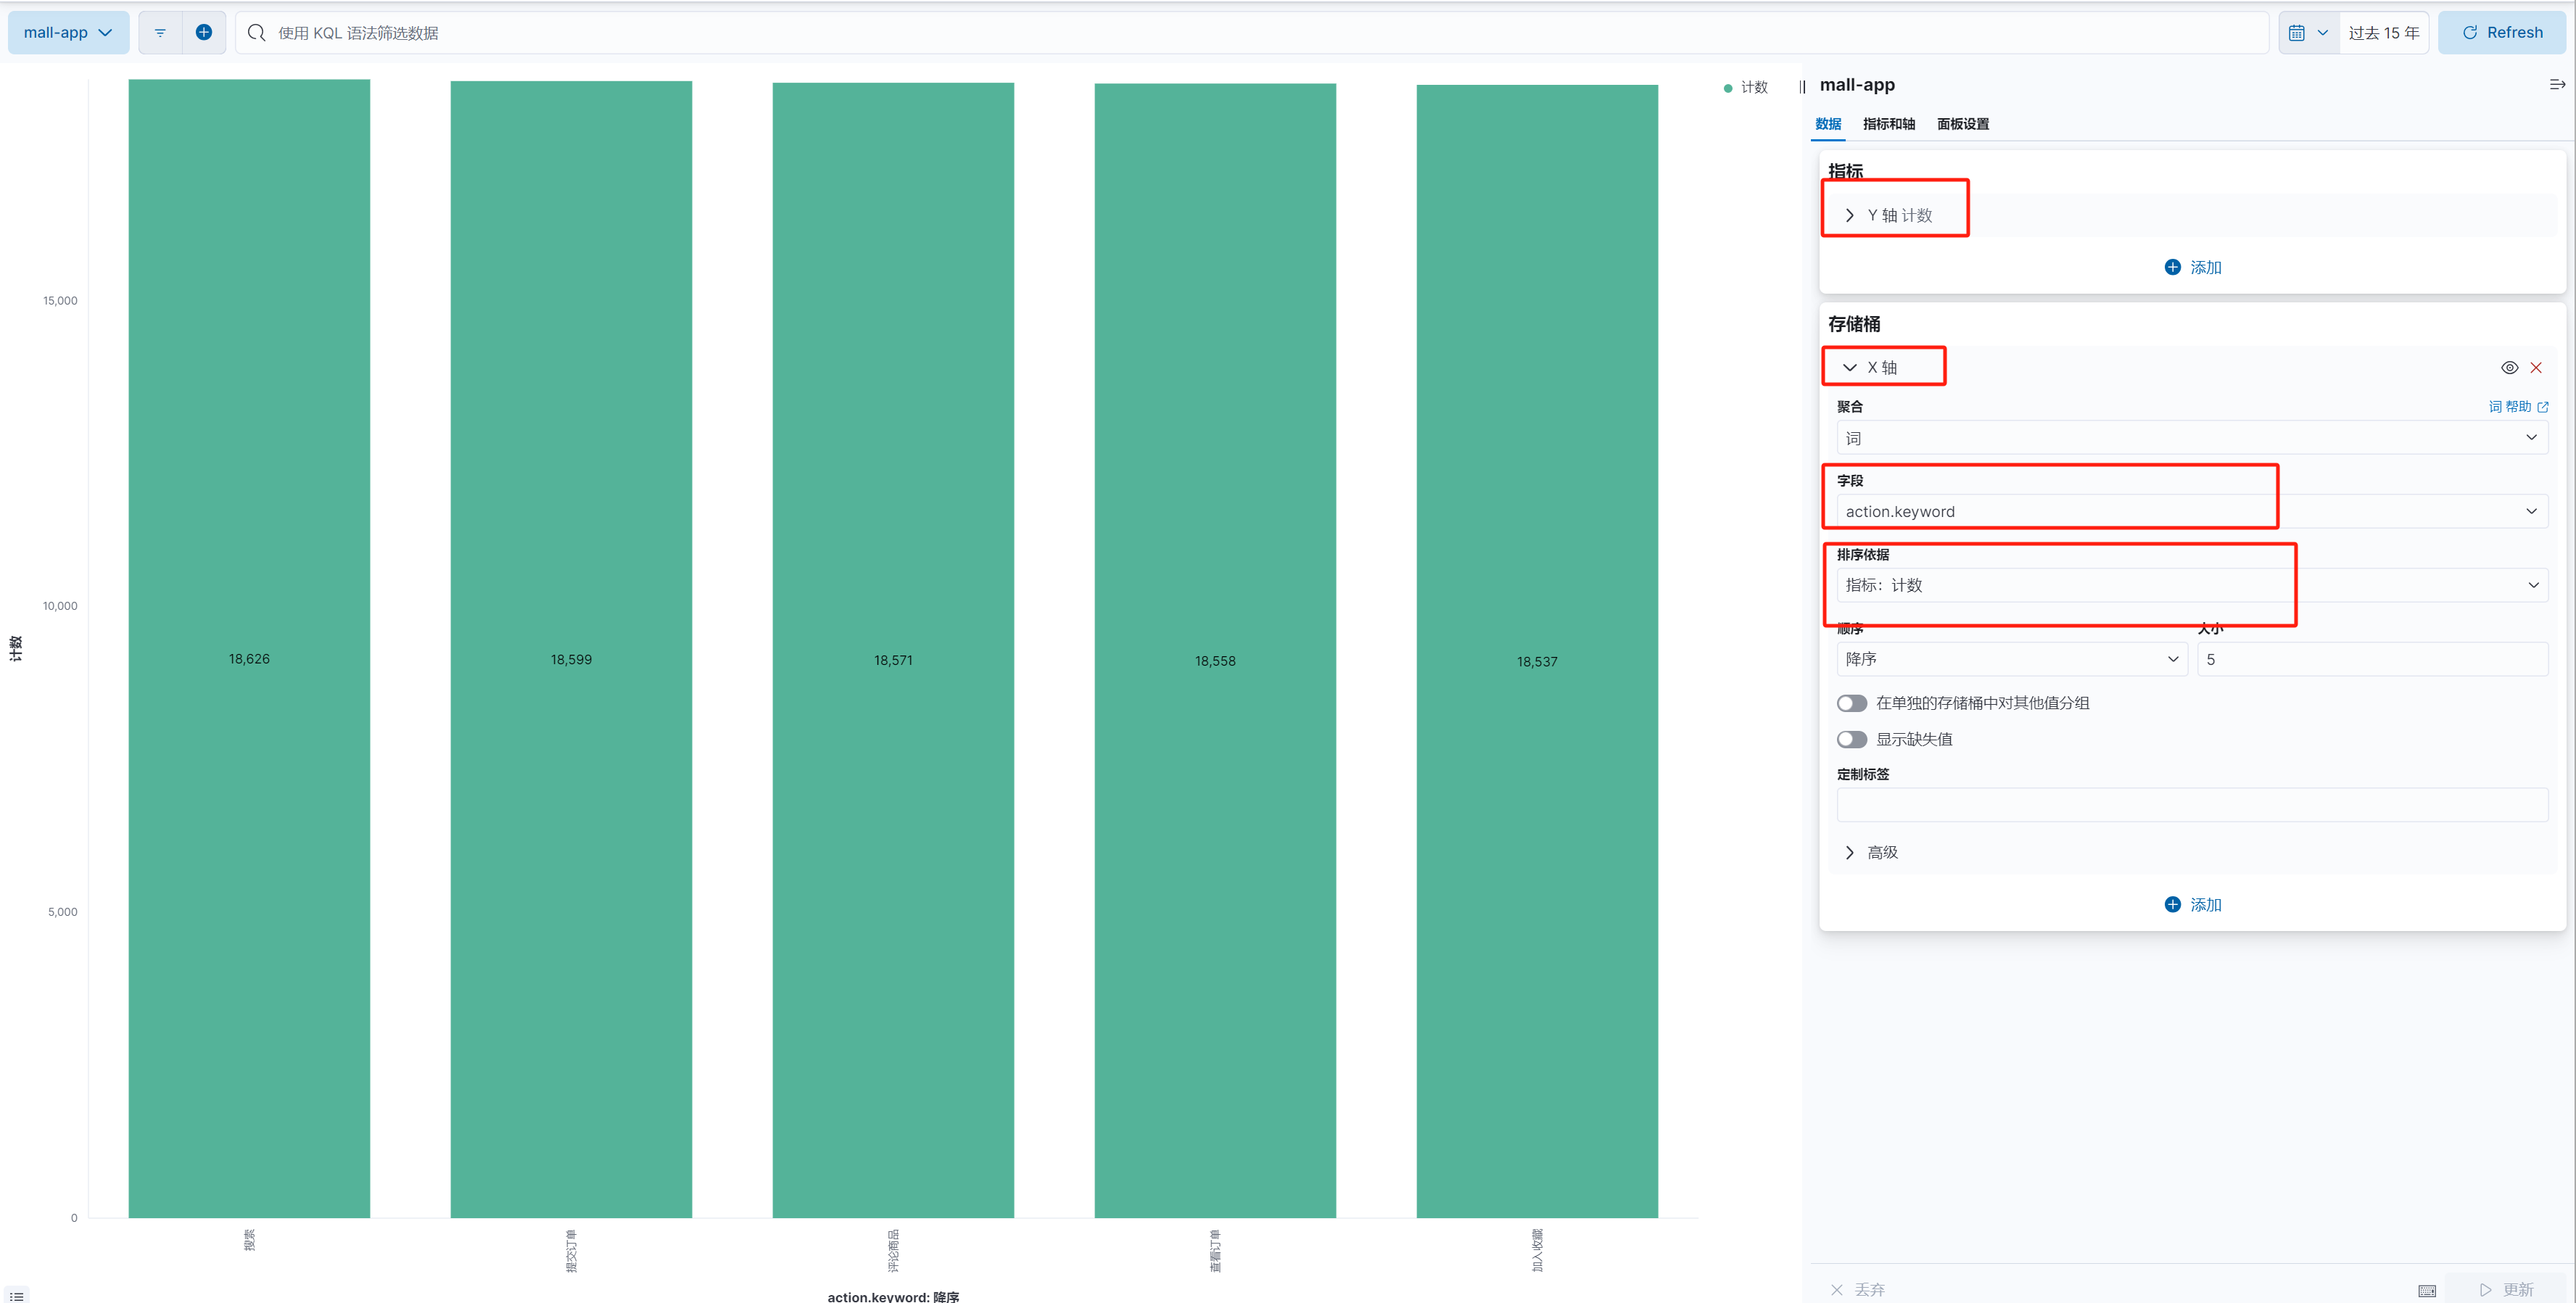 mall-app
使用 KQL 语法筛选数据
过去 15 年
Refresh
计数
15,000
10,000
5,000
0
计数
18,626
18,599
18,571
18,558
18,537
搜索
提交订单
评论商品
查看订单
加入收藏
action.keyword: 降序
mall-app
数据 指标和轴 面板设置
指标
Y 轴 计数
添加
存储桶
X 轴
聚合
词 帮助
词
字段
action.keyword
排序依据
指标：计数
顺序 大小
降序 5
在单独的存储桶中对其他值分组
显示缺失值
定制标签
高级
添加
丢弃
更新